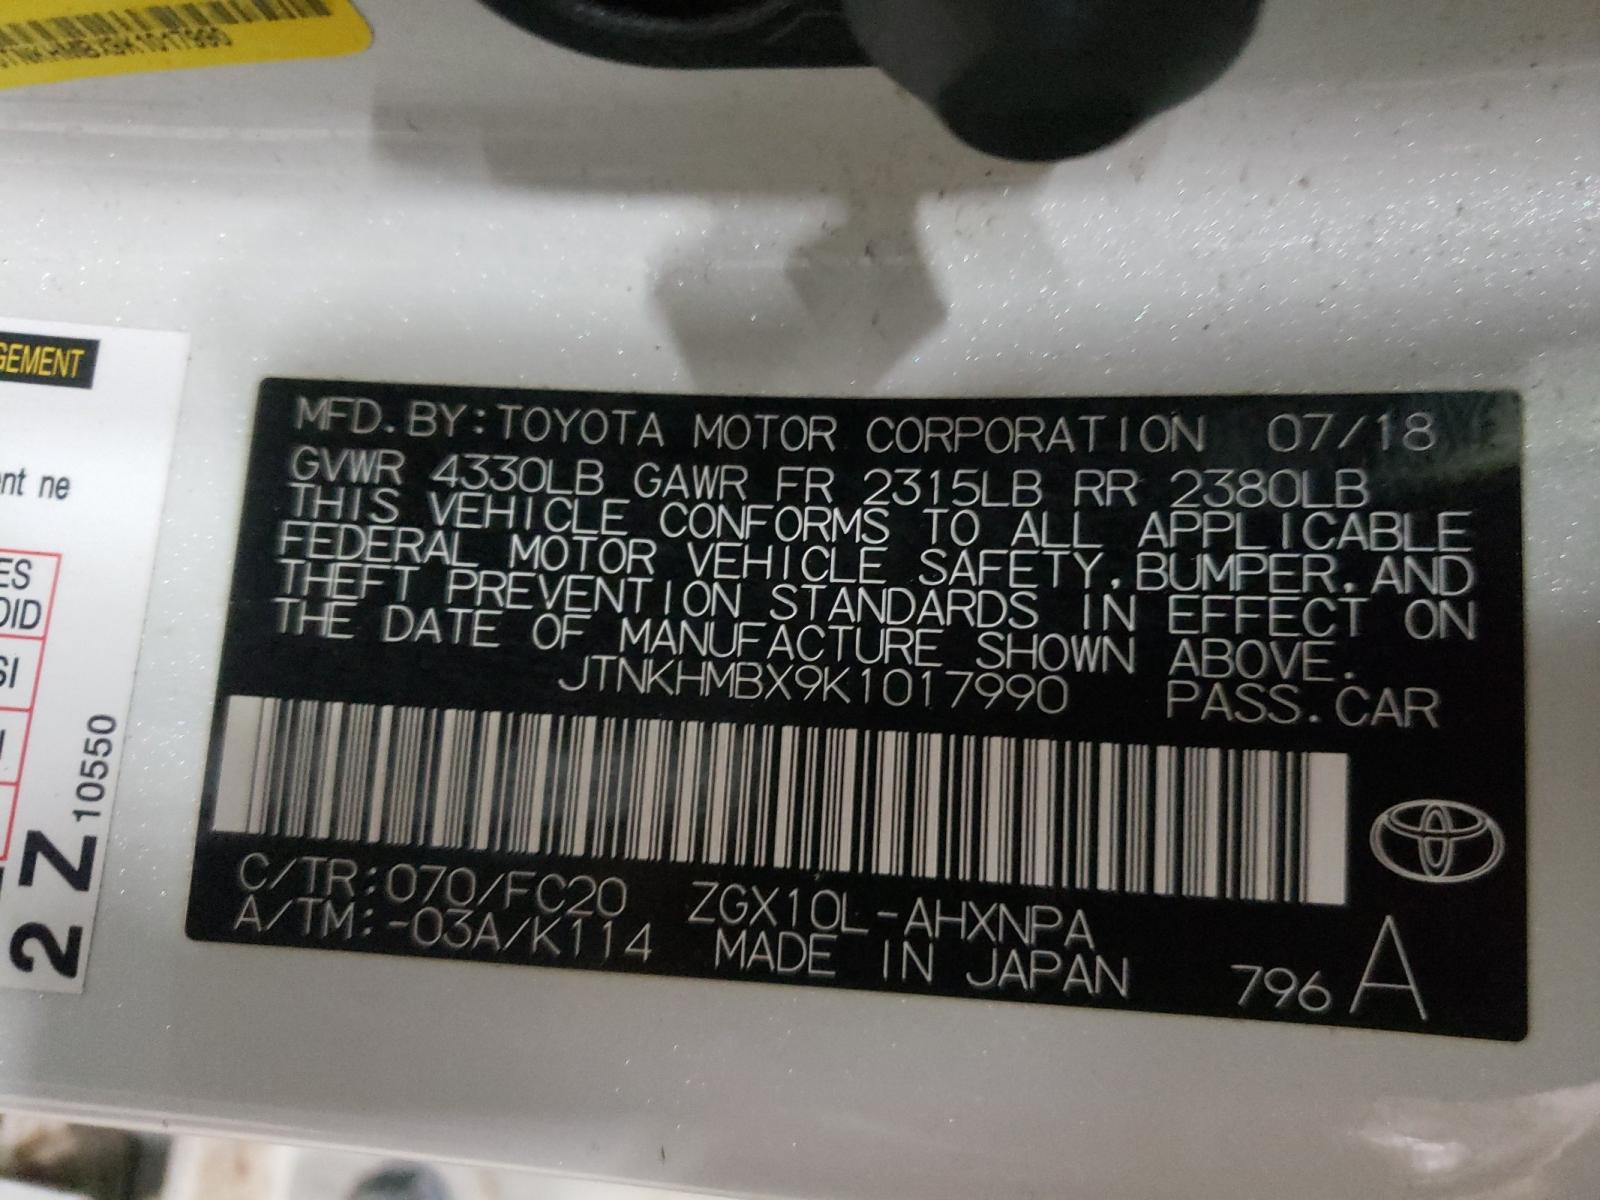 GEMENT
nt ne
ES
OID
SI
2 Z 10550
MFD. BY: TOYOTA MOTOR CORPORATION 07/18
GVWR 4330LB GAWR FR 2315LB RR 2380LB
THIS VEHICLE CONFORMS TO ALL APPLICABLE
FEDERAL MOTOR VEHICLE SAFETY, BUMPER, AND
THEFT PREVENTION STANDARDS IN EFFECT ON
THE DATE OF MANUFACTURE SHOWN ABOVE.
JTNKHMBX9K1017990 PASS. CAR
C/TR: 070/FC20 ZGX10L-AHXNPA
A/TM: -03A/K114 MADE IN JAPAN 796 A